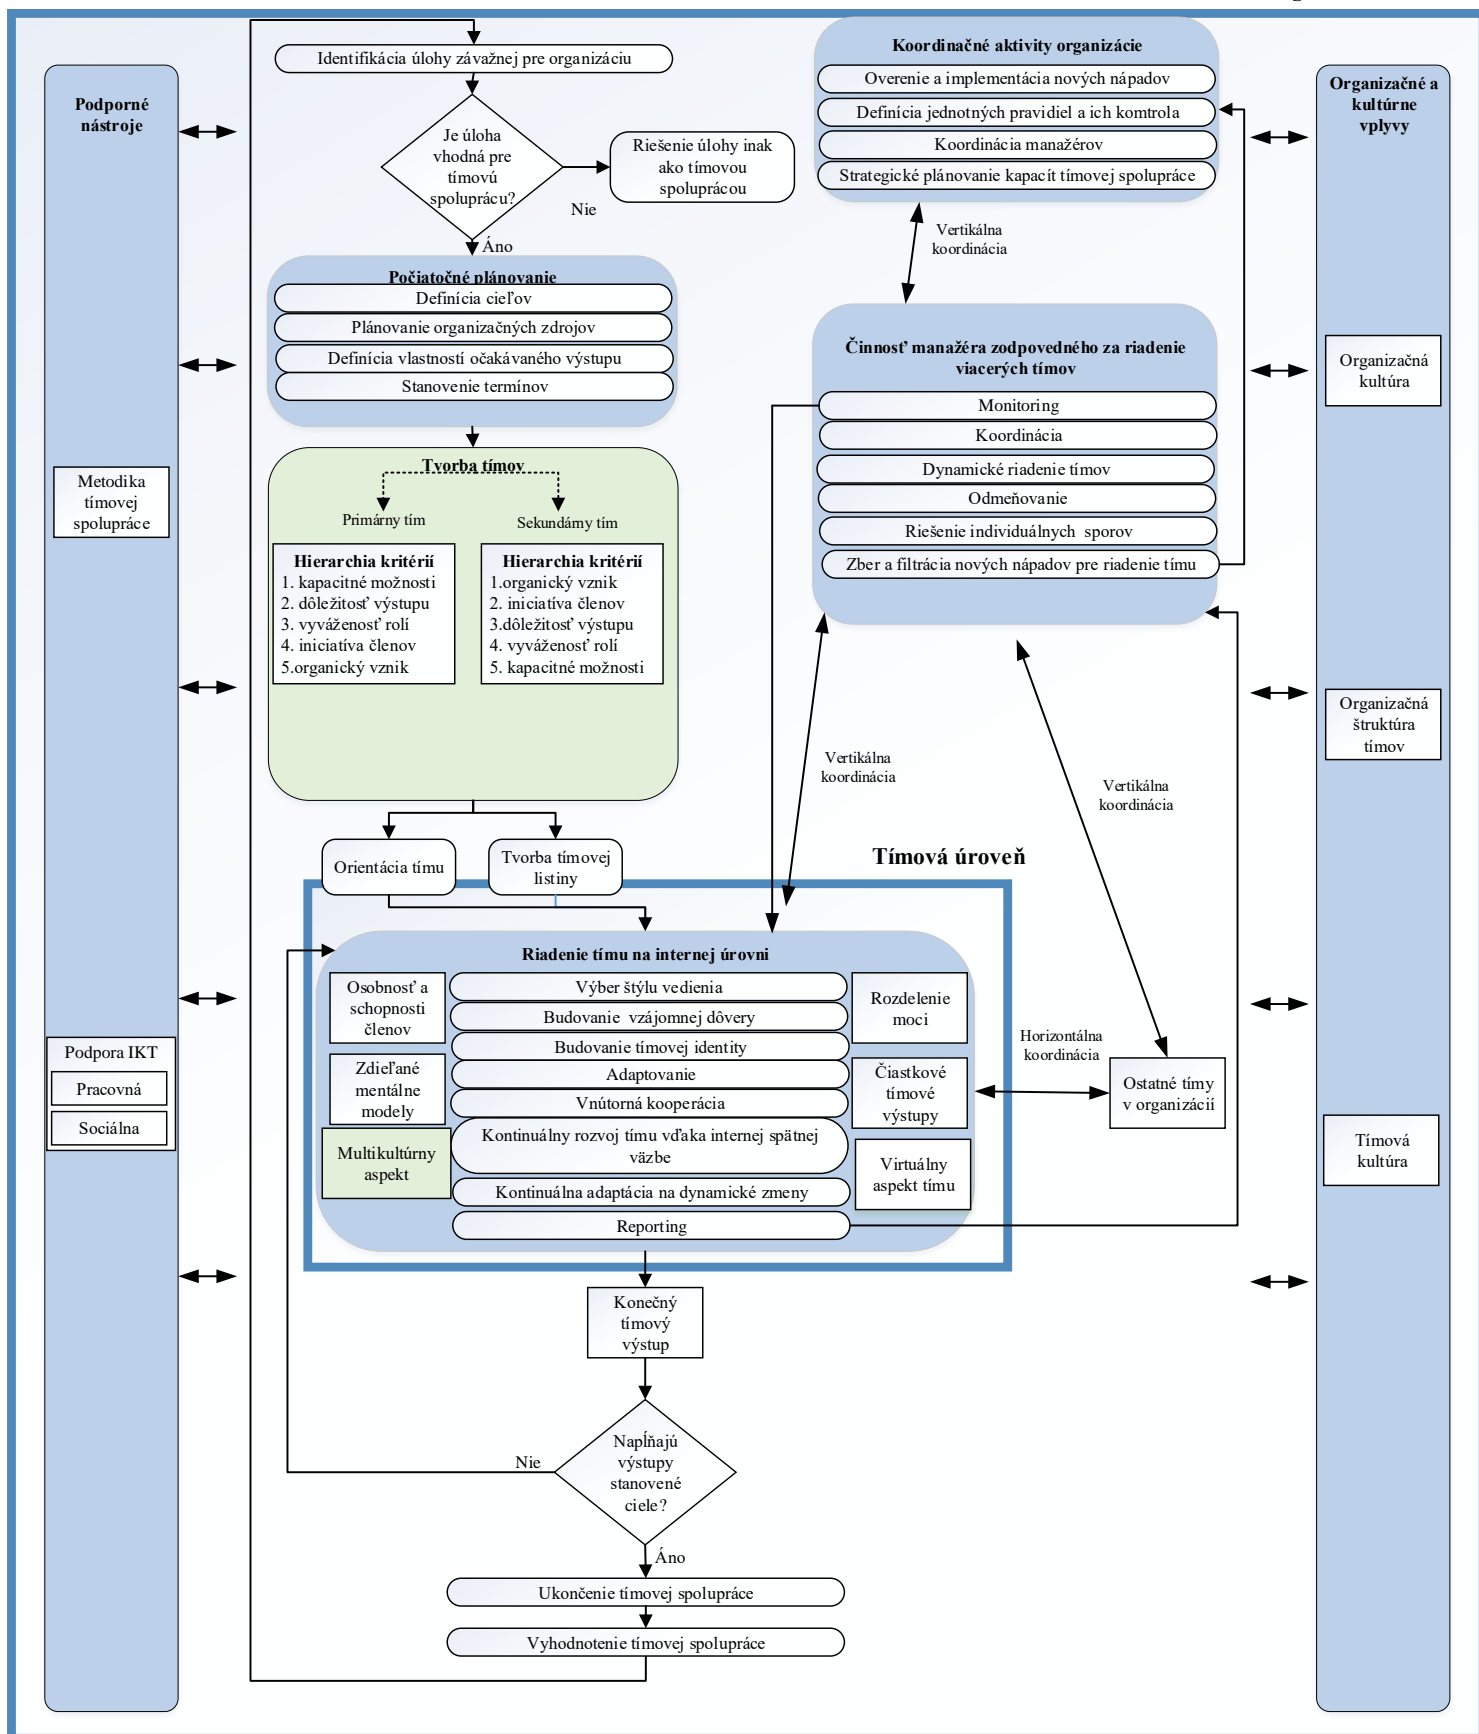 Podporné
nástroje
Metodika
tímovej
spolupráce
Podpora IKT
Pracovná
Sociálna
Identifikácia úlohy závažnej pre organizáciu
Je úloha
vhodná pre
tímovú
spoluprácu?
Nie
Riešenie úlohy inak
ako tímovou
spoluprácou
Áno
Počiatočné plánovanie
Definícia cieľov
Plánovanie organizačných zdrojov
Definícia vlastností očakávaného výstupu
Stanovenie termínov
Tvorba tímov
Primárny tím
Sekundárny tím
Hierarchia kritérií
1. kapacitné možnosti
2. dôležitosť výstupu
3. vyváženosť rolí
4. iniciatíva členov
5.organický vznik
Hierarchia kritérií
1.organický vznik
2. iniciatíva členov
3.dôležitosť výstupu
4. vyváženosť rolí
5. kapacitné možnosti
Orientácia tímu
Tvorba tímovej
listiny
Koordinačné aktivity organizácie
Overenie a implementácia nových nápadov
Definícia jednotných pravidiel a ich komtrola
Koordinácia manažérov
Strategické plánovanie kapacít tímovej spolupráce
Vertikálna
koordinácia
Činnosť manažéra zodpovedného za riadenie
viacerých tímov
Monitoring
Koordinácia
Dynamické riadenie tímov
Odmeňovanie
Riešenie individuálnych sporov
Zber a filtrácia nových nápadov pre riadenie tímu
Vertikálna
koordinácia
Vertikálna
koordinácia
Tímová úroveň
Riadenie tímu na internej úrovni
Osobnosť a
schopnosti
členov
Zdieľané
mentálne
modely
Multikultúrny
aspekt
Výber štýlu vedienia
Budovanie vzájomnej dôvery
Budovanie tímovej identity
Adaptovanie
Vnútorná kooperácia
Kontinuálny rozvoj tímu vďaka internej spätnej
väzbe
Kontinuálna adaptácia na dynamické zmeny
Reporting
Rozdelenie
moci
Čiastkové
tímové
výstupy
Virtuálny
aspekt tímu
Horizontálna
koordinácia
Ostatné tímy
v organizácií
Konečný
tímový
výstup
Napĺňajú
výstupy
stanovené
ciele?
Nie
Áno
Ukončenie tímovej spolupráce
Vyhodnotenie tímovej spolupráce
Organizačné a
kultúrne
vplyvy
Organizačná
kultúra
Organizačná
štruktúra
tímov
Tímová
kultúra